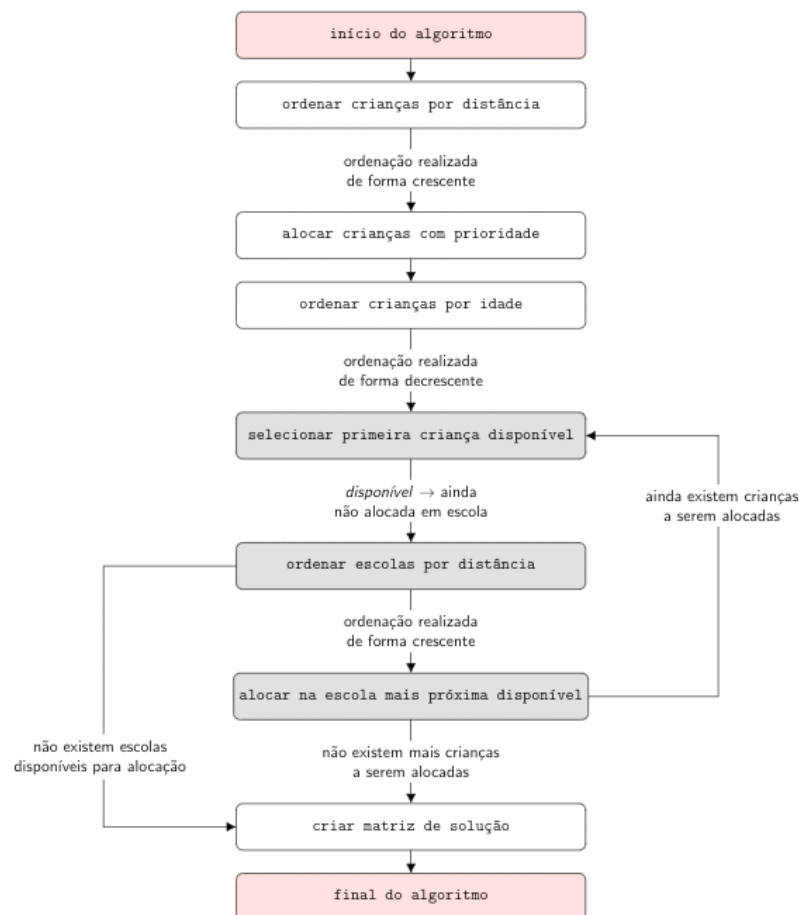 início do algoritmo
ordenar crianças por distância
ordenação realizada
de forma crescente
alocar crianças com prioridade
ordenar crianças por idade
ordenação realizada
de forma decrescente
selecionar primeira criança disponível
disponível → ainda
não alocada em escola
ainda existem crianças
a serem alocadas
ordenar escolas por distância
ordenação realizada
de forma crescente
alocar na escola mais próxima disponível
não existem escolas
disponíveis para alocação
não existem mais crianças
a serem alocadas
criar matriz de solução
final do algoritmo